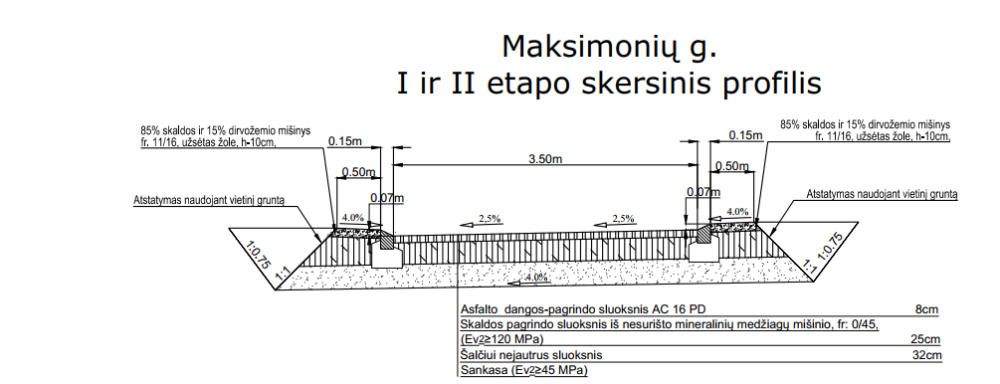 Maksimonių g.
I ir II etapo skersinis profilis
85% skaldos ir 15% dirvožemio mišinys
fr. 11/16, užsėtas žole, h-10cm,
0.15m
0.50m
3.50m
0.15m
85% skaldos ir 15% dirvožemio mišinys
fr. 11/16, užsėtas žole, h-10cm,
0.50m
Atstatymas naudojant vietinį gruntą
0.07m
0.07m
Atstatymas naudojant vietinį gruntą
4.0%
2,5%
2,5%
4.0%
1:0.75
1:1
4.0%
1:1
1:0.75
Asfalto dangos-pagrindo sluoksnis AC 16 PD 8cm
Skaldos pagrindo sluoksnis iš nesurišto mineralinių medžiagų mišinio, fr: 0/45,
(Ev2≥120 MPa) 25cm
Šalčiui nejautrus sluoksnis 32cm
Sankasa (Ev2≥45 MPa)